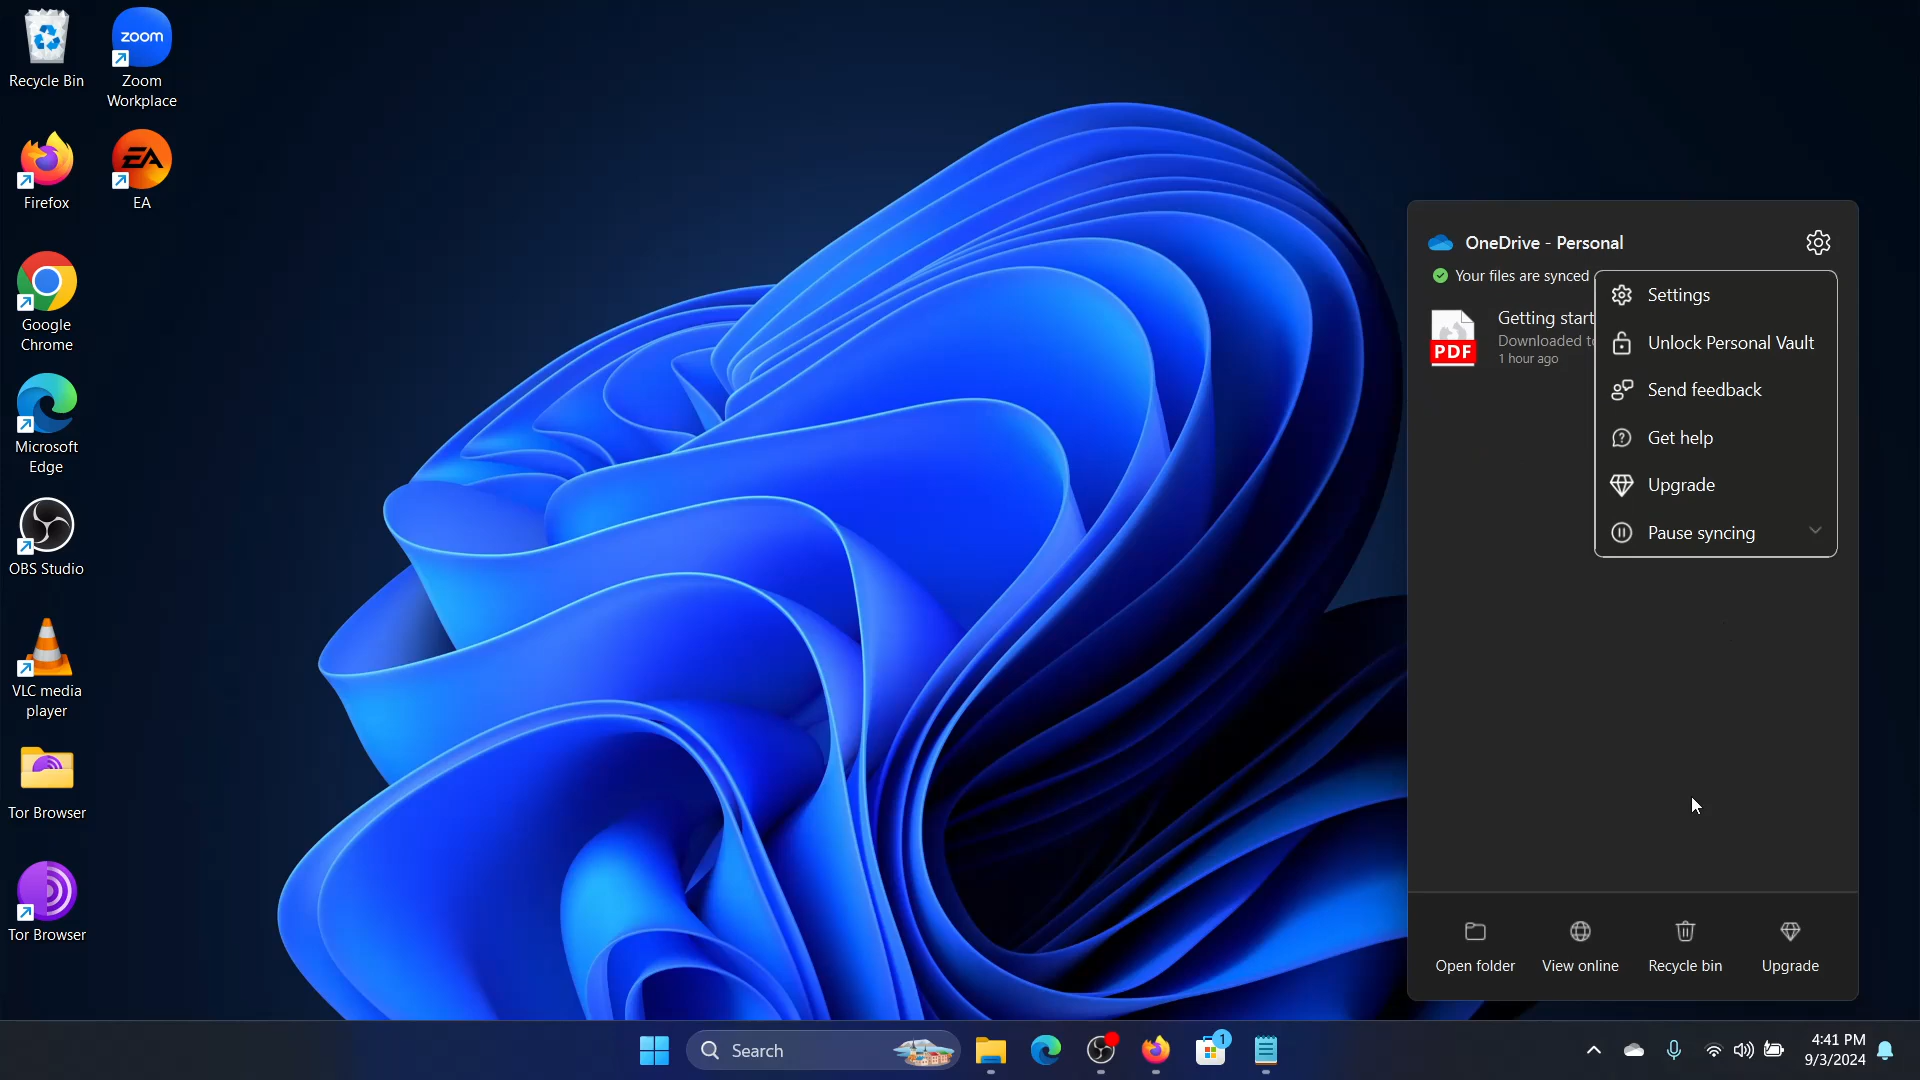 Recycle Bin
zoom
Zoom
Workplace
Firefox
EA
EA
Google
Chrome
Microsoft
Edge
OBS Studio
VLC media
player
Tor Browser
Tor Browser
OneDrive - Personal
Your files are synced
PDF
Getting start
Downloaded to
1 hour ago
Settings
Unlock Personal Vault
Send feedback
Get help
Upgrade
Pause syncing
Open folder
View online
Recycle bin
Upgrade
Search
1
4:41 PM
9/3/2024